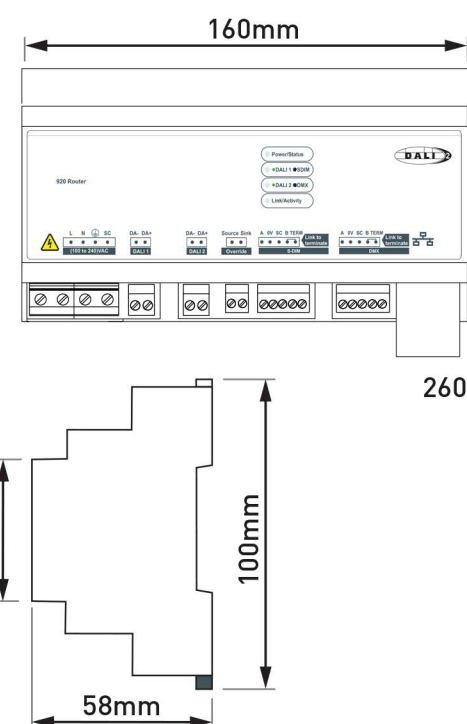 160mm
Power/Status
DALI 1 SDIM
DALI 2 DMX
Link/Activity
DALI 2
920 Router
L N SC
(100 to 240)VAC
DA- DA+
DALI 1
DA- DA+
DALI 2
Source Sink
Override
A 0V SC B TERM
Link to
terminate
S-DIM
A 0V SC B TERM
Link to
terminate
DMX
260
100mm
58mm